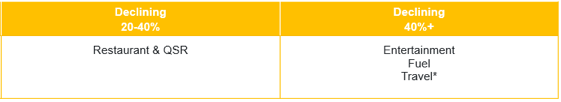 Declining
20-40%
Declining
40%+
Restaurant & QSR
Entertainment
Fuel
Travel*